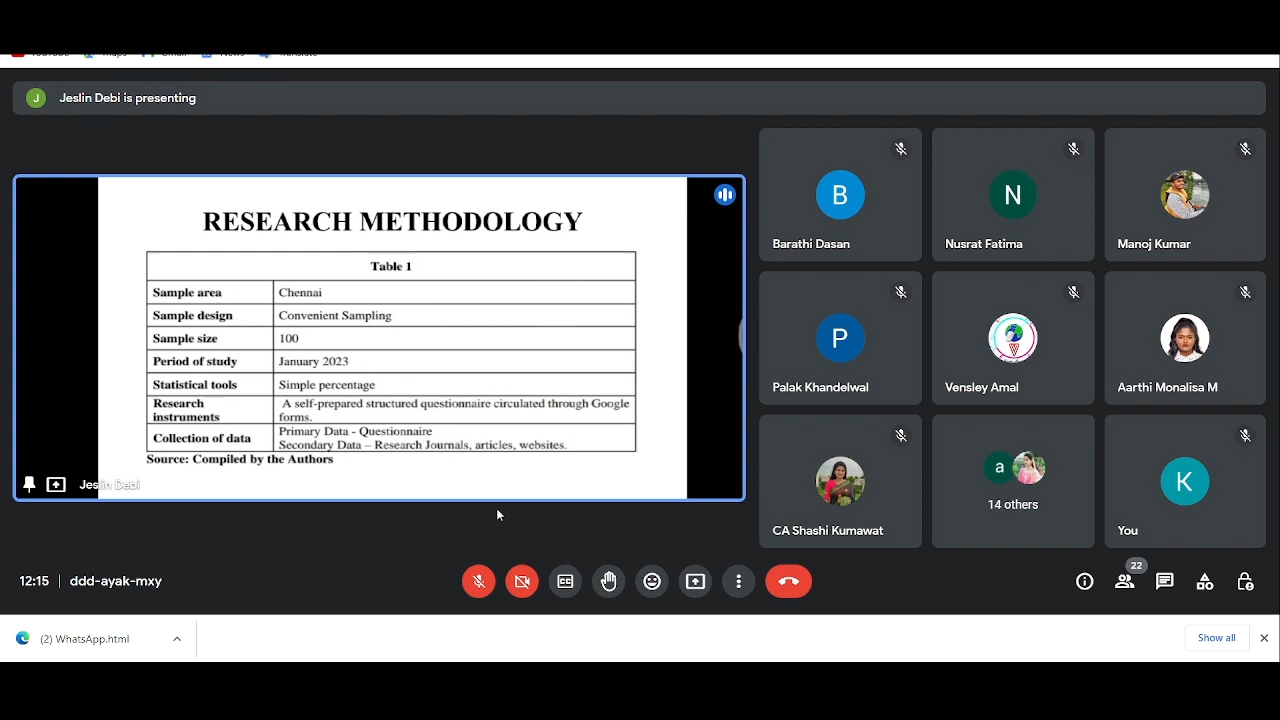 Jeslin Debi is presenting
J
RESEARCH METHODOLOGY
Table 1
Sample area Chennai
Sample design Convenient Sampling
Sample size 100
Period of study January 2023
Statistical tools Simple percentage
Research instruments A self-prepared structured questionnaire circulated through Google forms.
Collection of data Primary Data - Questionnaire
Secondary Data – Research Journals, articles, websites.
Source: Compiled by the Authors
Jeslin Debi
B
Barathi Dasan
N
Nusrat Fatima
Manoj Kumar
P
Palak Khandelwal
Vensley Amal
Aarthi Monalisa M
CA Shashi Kumawat
a
14 others
K
You
12:15 | ddd-ayak-mxy
CC
22
(2) WhatsApp.html
Show all